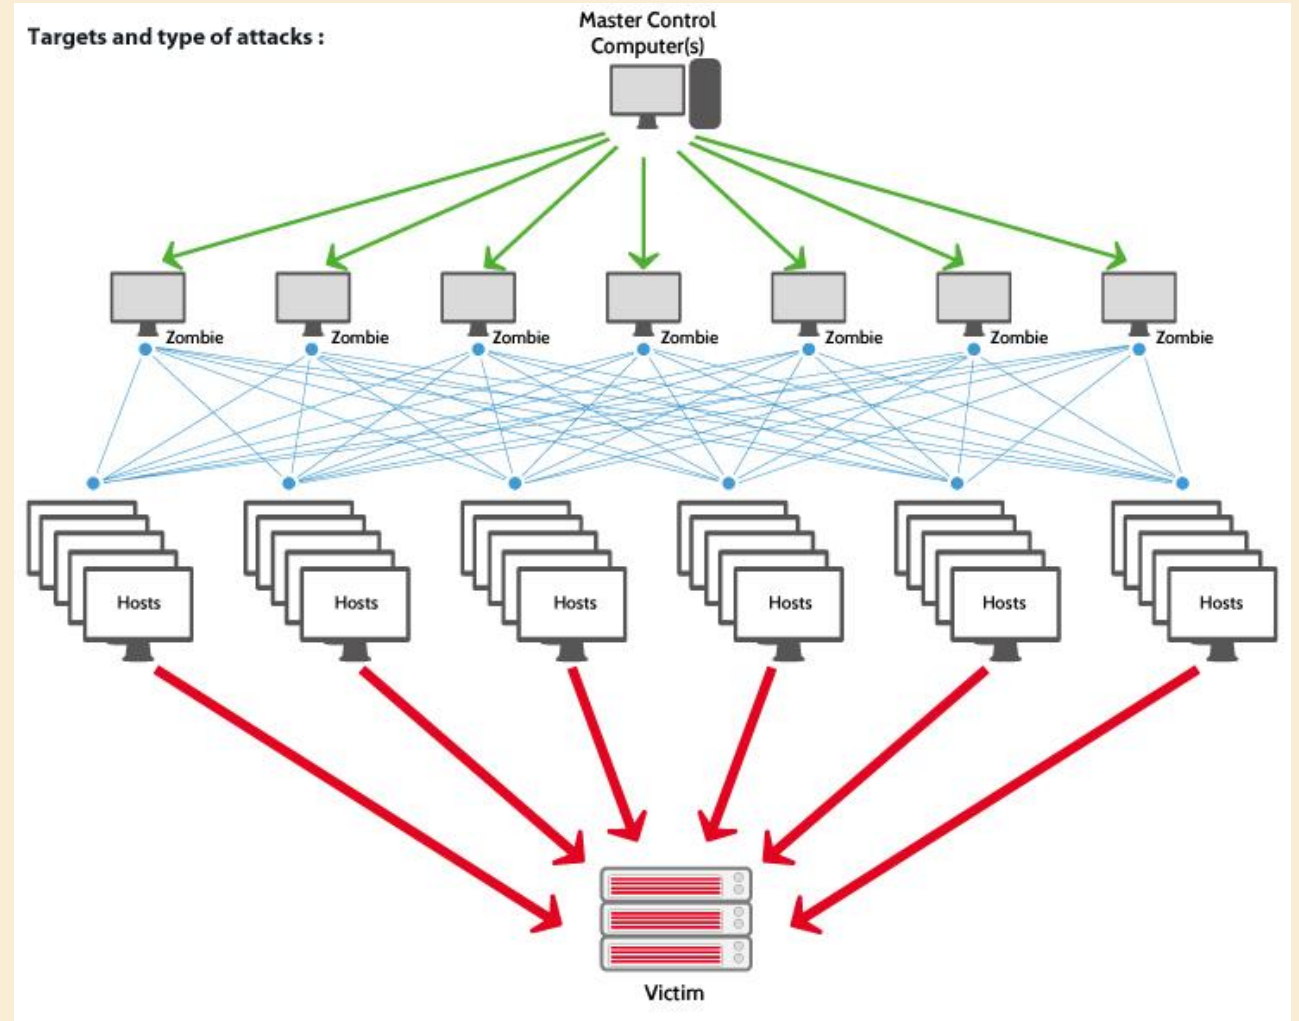 Targets and type of attacks :
Master Control
Computer(s)
Zombie
Zombie
Zombie
Zombie
Zombie
Zombie
Zombie
Hosts
Hosts
Hosts
Hosts
Hosts
Hosts
Victim